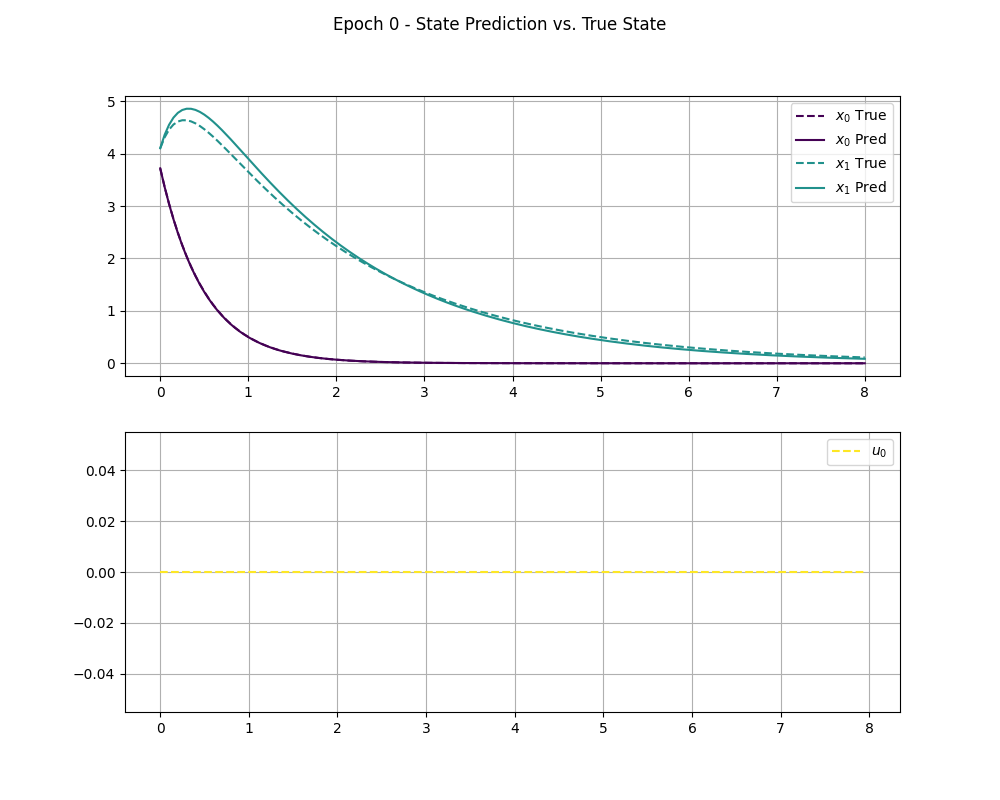 Epoch 0 - State Prediction vs. True State
5
4
3
2
1
0
x₀ True
x₀ Pred
x₁ True
x₁ Pred
0 1 2 3 4 5 6 7 8
0.04
0.02
0.00
−0.02
−0.04
u₀
0 1 2 3 4 5 6 7 8